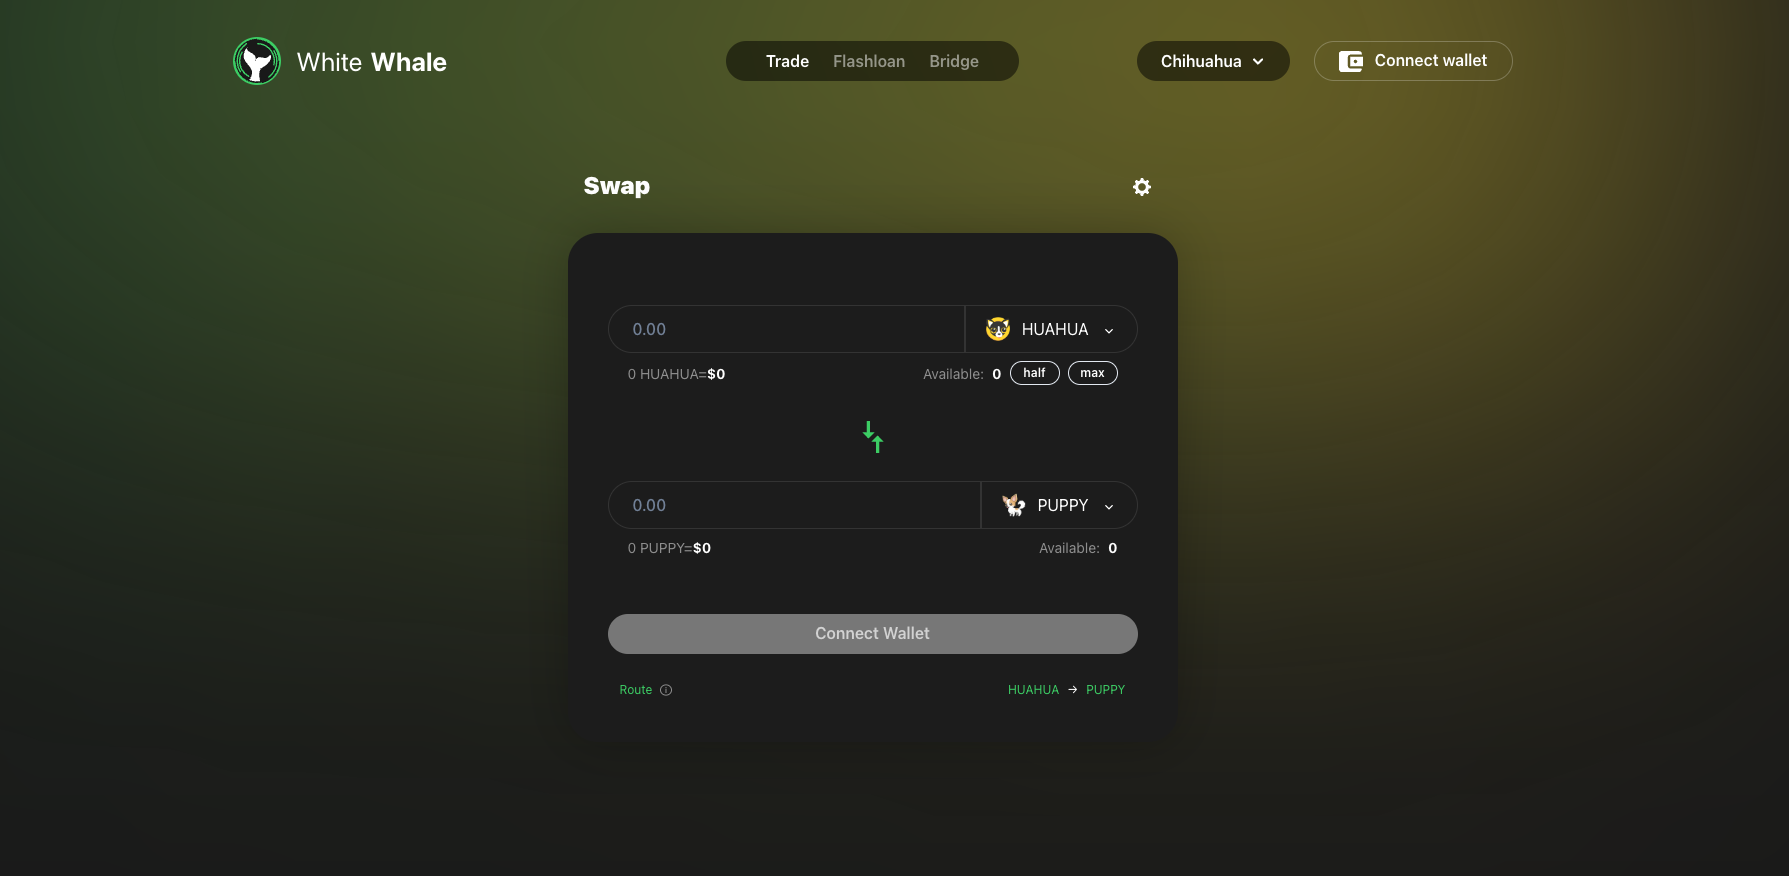 White Whale
Trade Flashloan Bridge
Chihuahua
Connect wallet
Swap
0.00
HUAHUA
0 HUAHUA=$0
Available: 0 half max
0.00
PUPPY
0 PUPPY=$0
Available: 0
Connect Wallet
Route
HUAHUA → PUPPY